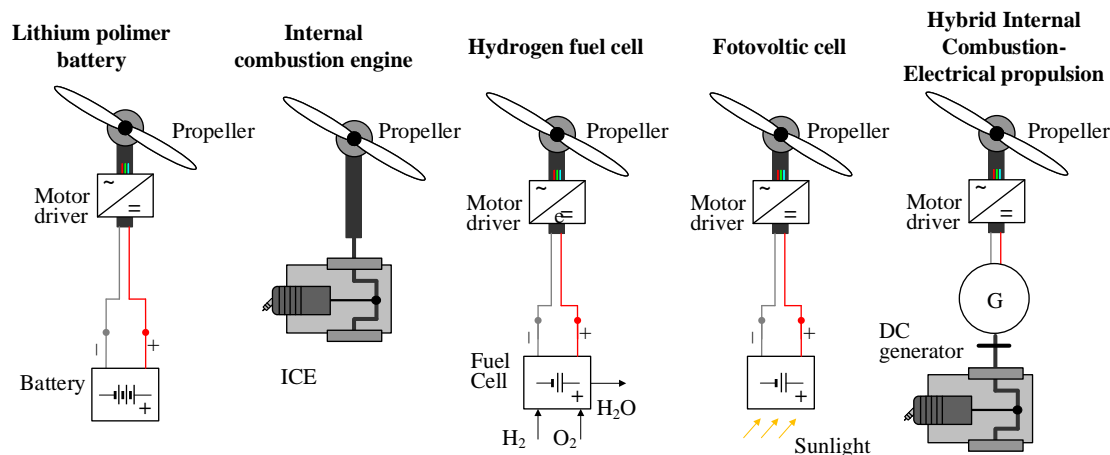 Lithium polimer
battery
Propeller
Motor
driver
~
=
–
+
Battery
+
Internal
combustion engine
Propeller
ICE
Hydrogen fuel cell
Propeller
Motor
driver
~
e=
–
+
Fuel
Cell
+
H₂O
H₂
O₂
Fotovoltic cell
Propeller
Motor
driver
~
=
–
+
+
Sunlight
Hybrid Internal
Combustion-
Electrical propulsion
Propeller
Motor
driver
~
=
G
DC
generator